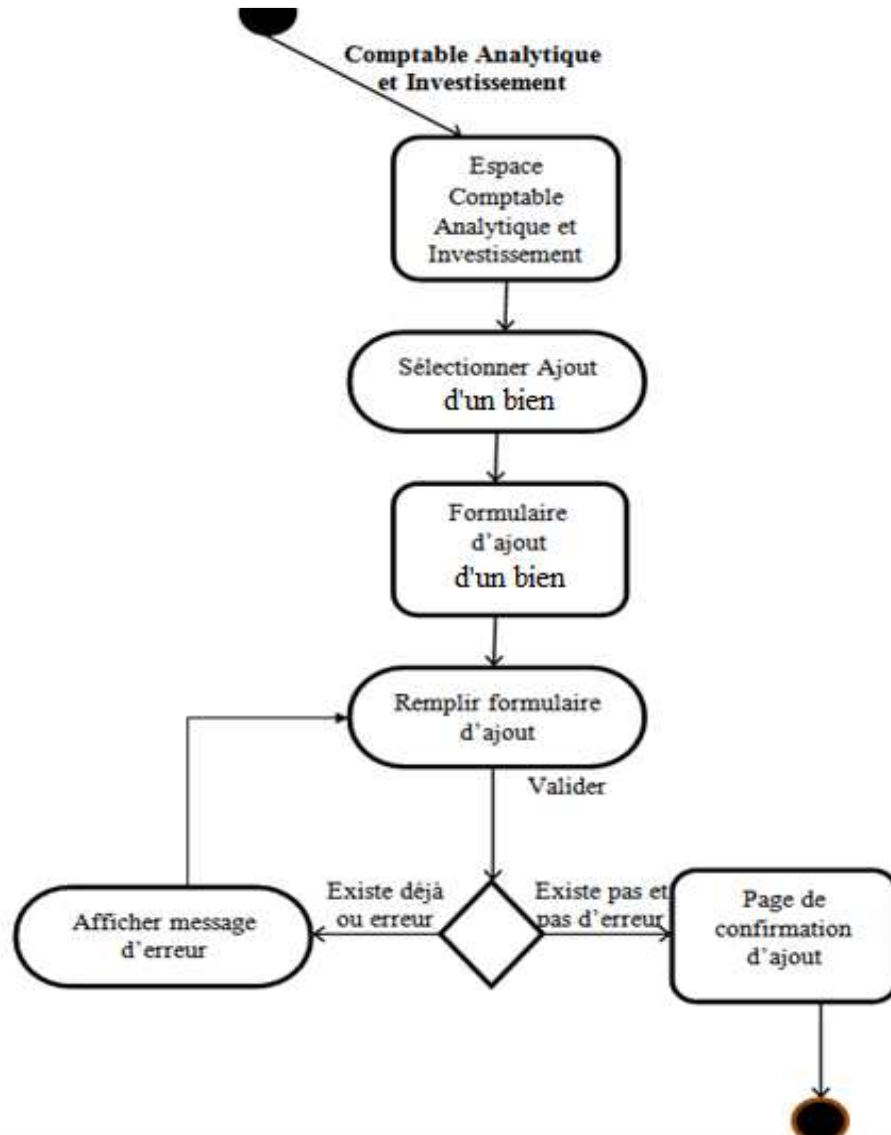 Comptable Analytique
et Investissement
Espace
Comptable
Analytique et
Investissement
Sélectionner Ajout
d'un bien
Formulaire
d’ajout
d'un bien
Remplir formulaire
d’ajout
Valider
Existe déjà
ou erreur
Existe pas et
pas d’erreur
Afficher message
d’erreur
Page de
confirmation
d’ajout